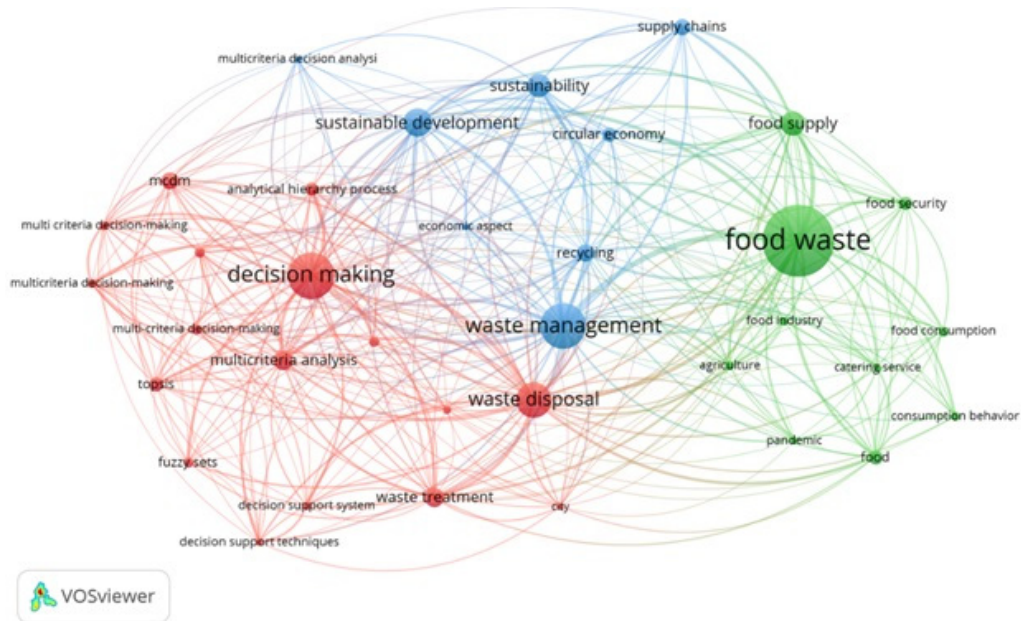 supply chains
multicriteria decision analysi
sustainability
sustainable development
food supply
circular economy
mcdm
analytical hierarchy process
food security
multi criteria decision-making
economic aspect
food waste
recycling
decision making
multicriteria decision-making
waste management
food industry
multi-criteria decision-making
food consumption
multicriteria analysis
agriculture
catering service
topsis
waste disposal
consumption behavior
pandemic
food
fuzzy sets
waste treatment
decision support system
city
decision support techniques
VOSviewer